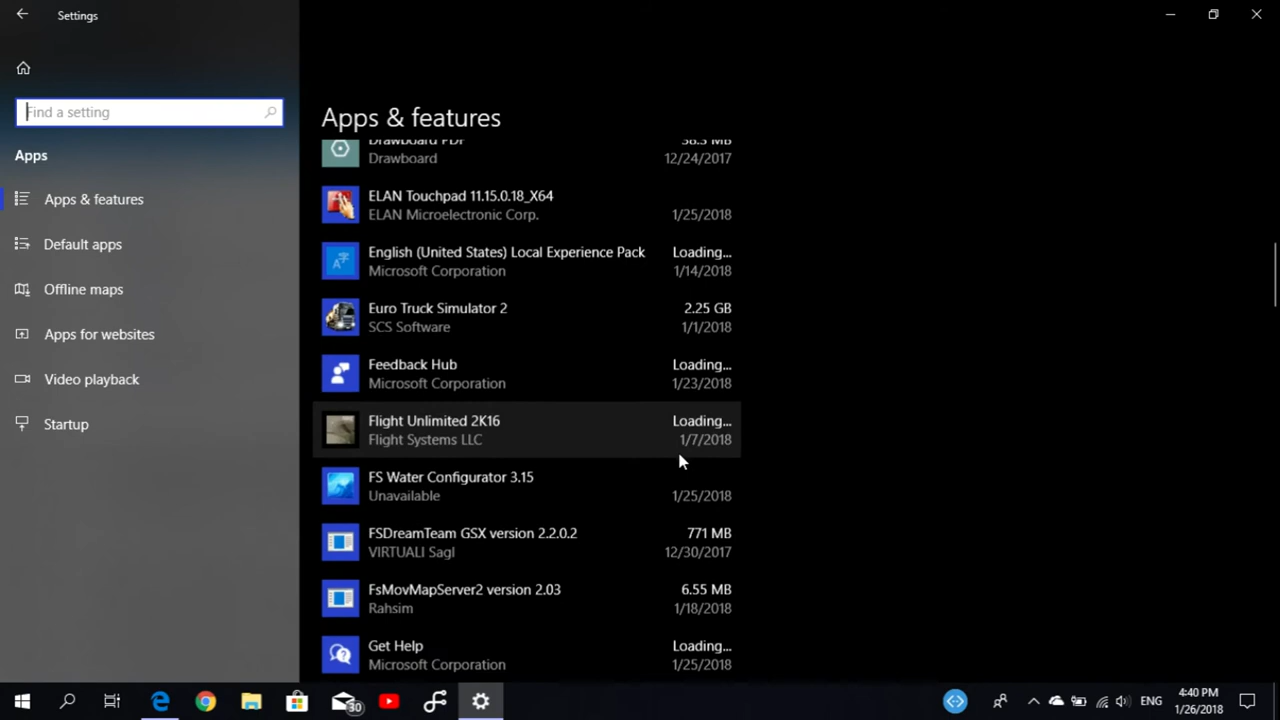 Settings
Find a setting
Apps
Apps & features
Default apps
Offline maps
Apps for websites
Video playback
Startup
Apps & features
Drawboard PDF 38.3 MB
Drawboard 12/24/2017
ELAN Touchpad 11.15.0.18_X64
ELAN Microelectronic Corp. 1/25/2018
English (United States) Local Experience Pack Loading...
Microsoft Corporation 1/14/2018
Euro Truck Simulator 2 2.25 GB
SCS Software 1/1/2018
Feedback Hub Loading...
Microsoft Corporation 1/23/2018
Flight Unlimited 2K16 Loading...
Flight Systems LLC 1/7/2018
FS Water Configurator 3.15
Unavailable 1/25/2018
FSDreamTeam GSX version 2.2.0.2 771 MB
VIRTUALI Sagl 12/30/2017
FsMovMapServer2 version 2.03 6.55 MB
Rahsim 1/18/2018
Get Help Loading...
Microsoft Corporation 1/25/2018
30
ENG
4:40 PM
1/26/2018